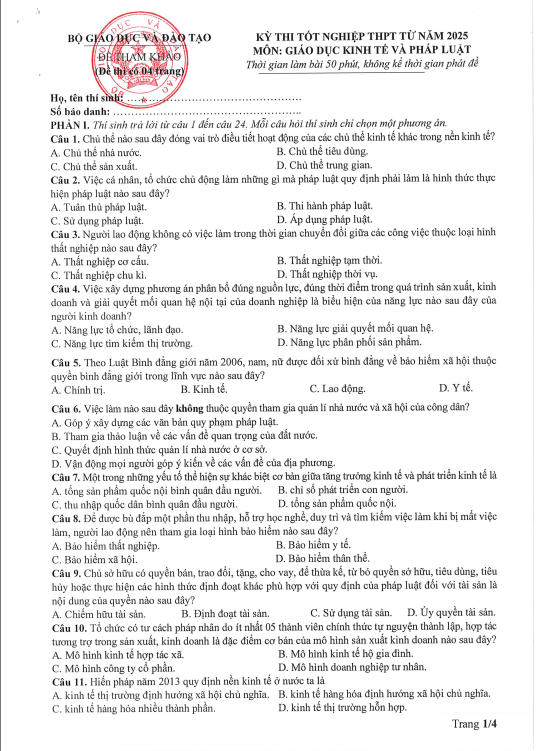 BỘ GIÁO DỤC VÀ ĐÀO TẠO
ĐỀ THAM KHẢO
(Đề thi có 04 trang)
KỲ THI TỐT NGHIỆP THPT TỪ NĂM 2025
MÔN: GIÁO DỤC KINH TẾ VÀ PHÁP LUẬT
Thời gian làm bài 50 phút, không kể thời gian phát đề
Họ, tên thí sinh: ……………………………………
Số báo danh: ……………………………………
PHẦN I. Thí sinh trả lời từ câu 1 đến câu 24. Mỗi câu hỏi thí sinh chỉ chọn một phương án.
Câu 1. Chủ thể nào sau đây đóng vai trò điều tiết hoạt động của các chủ thể kinh tế khác trong nền kinh tế?
A. Chủ thể nhà nước. B. Chủ thể tiêu dùng.
C. Chủ thể sản xuất. D. Chủ thể trung gian.
Câu 2. Việc cá nhân, tổ chức chủ động làm những gì mà pháp luật quy định phải làm là hình thức thực
hiện pháp luật nào sau đây?
A. Tuân thủ pháp luật. B. Thi hành pháp luật.
C. Sử dụng pháp luật. D. Áp dụng pháp luật.
Câu 3. Người lao động không có việc làm trong thời gian chuyển đổi giữa các công việc thuộc loại hình
thất nghiệp nào sau đây?
A. Thất nghiệp cơ cấu. B. Thất nghiệp tạm thời.
C. Thất nghiệp chu kì. D. Thất nghiệp thời vụ.
Câu 4. Việc xây dựng phương án phân bổ đúng nguồn lực, đúng thời điểm trong quá trình sản xuất, kinh
doanh và giải quyết mối quan hệ nội tại của doanh nghiệp là biểu hiện của năng lực nào sau đây của
người kinh doanh?
A. Năng lực tổ chức, lãnh đạo. B. Năng lực giải quyết mối quan hệ.
C. Năng lực tìm kiếm thị trường. D. Năng lực phân phối sản phẩm.
Câu 5. Theo Luật Bình đẳng giới năm 2006, nam, nữ được đối xử bình đẳng về bảo hiểm xã hội thuộc
quyền bình đẳng giới trong lĩnh vực nào sau đây?
A. Chính trị. B. Kinh tế. C. Lao động. D. Y tế.
Câu 6. Việc làm nào sau đây không thuộc quyền tham gia quản lí nhà nước và xã hội của công dân?
A. Góp ý xây dựng các văn bản quy phạm pháp luật.
B. Tham gia thảo luận về các vấn đề quan trọng của đất nước.
C. Quyết định hình thức quản lí nhà nước ở cơ sở.
D. Vận động mọi người góp ý kiến về các vấn đề của địa phương.
Câu 7. Một trong những yếu tố thể hiện sự khác biệt cơ bản giữa tăng trưởng kinh tế và phát triển kinh tế là
A. tổng sản phẩm quốc nội bình quân đầu người. B. chỉ số phát triển con người.
C. thu nhập quốc dân bình quân đầu người. D. tổng sản phẩm quốc nội.
Câu 8. Để được bù đắp một phần thu nhập, hỗ trợ học nghề, duy trì và tìm kiếm việc làm khi bị mất việc
làm, người lao động nên tham gia loại hình bảo hiểm nào sau đây?
A. Bảo hiểm thất nghiệp. B. Bảo hiểm y tế.
C. Bảo hiểm xã hội. D. Bảo hiểm thân thể.
Câu 9. Chủ sở hữu có quyền bán, trao đổi, tặng, cho vay, để thừa kế, từ bỏ quyền sở hữu, tiêu dùng, tiêu
hủy hoặc thực hiện các hình thức định đoạt khác phù hợp với quy định của pháp luật đối với tài sản là
nội dung của quyền nào sau đây?
A. Chiếm hữu tài sản. B. Định đoạt tài sản. C. Sử dụng tài sản. D. Ủy quyền tài sản.
Câu 10. Tổ chức có tư cách pháp nhân do ít nhất 05 thành viên chính thức tự nguyện thành lập, hợp tác
tương trợ trong sản xuất, kinh doanh là đặc điểm cơ bản của mô hình sản xuất kinh doanh nào sau đây?
A. Mô hình kinh tế hợp tác xã. B. Mô hình kinh tế hộ gia đình.
C. Mô hình công ty cổ phần. D. Mô hình doanh nghiệp tư nhân.
Câu 11. Hiến pháp năm 2013 quy định nền kinh tế ở nước ta là
A. kinh tế thị trường định hướng xã hội chủ nghĩa. B. kinh tế hàng hóa định hướng xã hội chủ nghĩa.
C. kinh tế hàng hóa nhiều thành phần. D. kinh tế thị trường hỗn hợp.
Trang 1/4